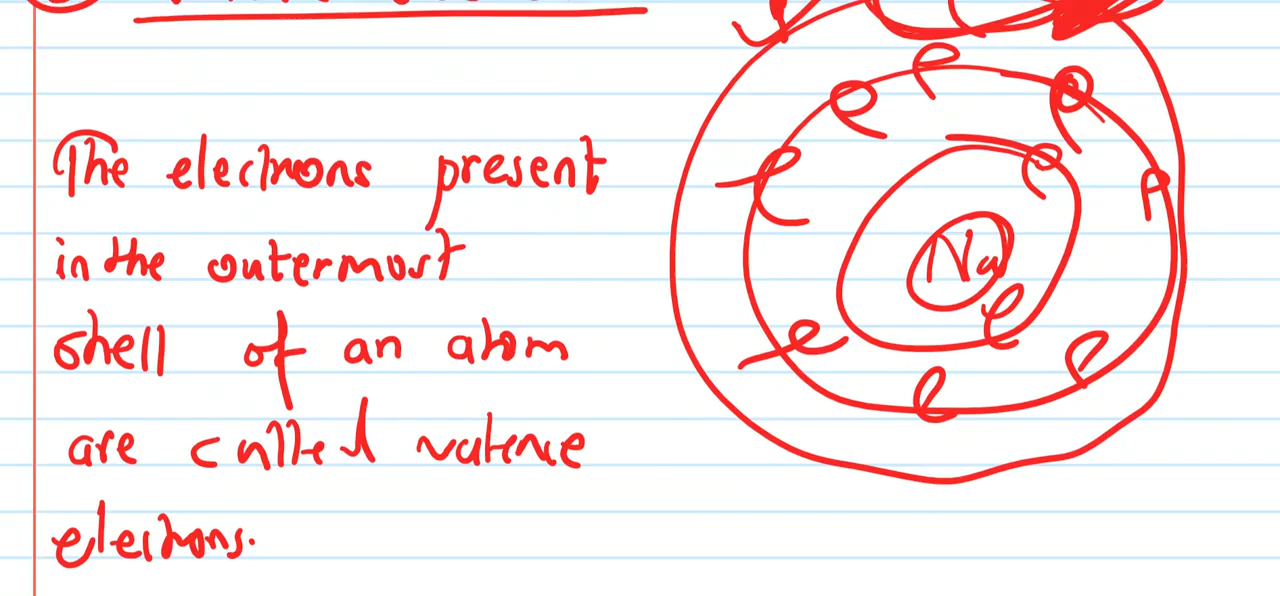 The electrons present
in the outermost
shell of an atom
are called valence
electrons.
e
e
e
e
e
e
e
e
e
e
Na